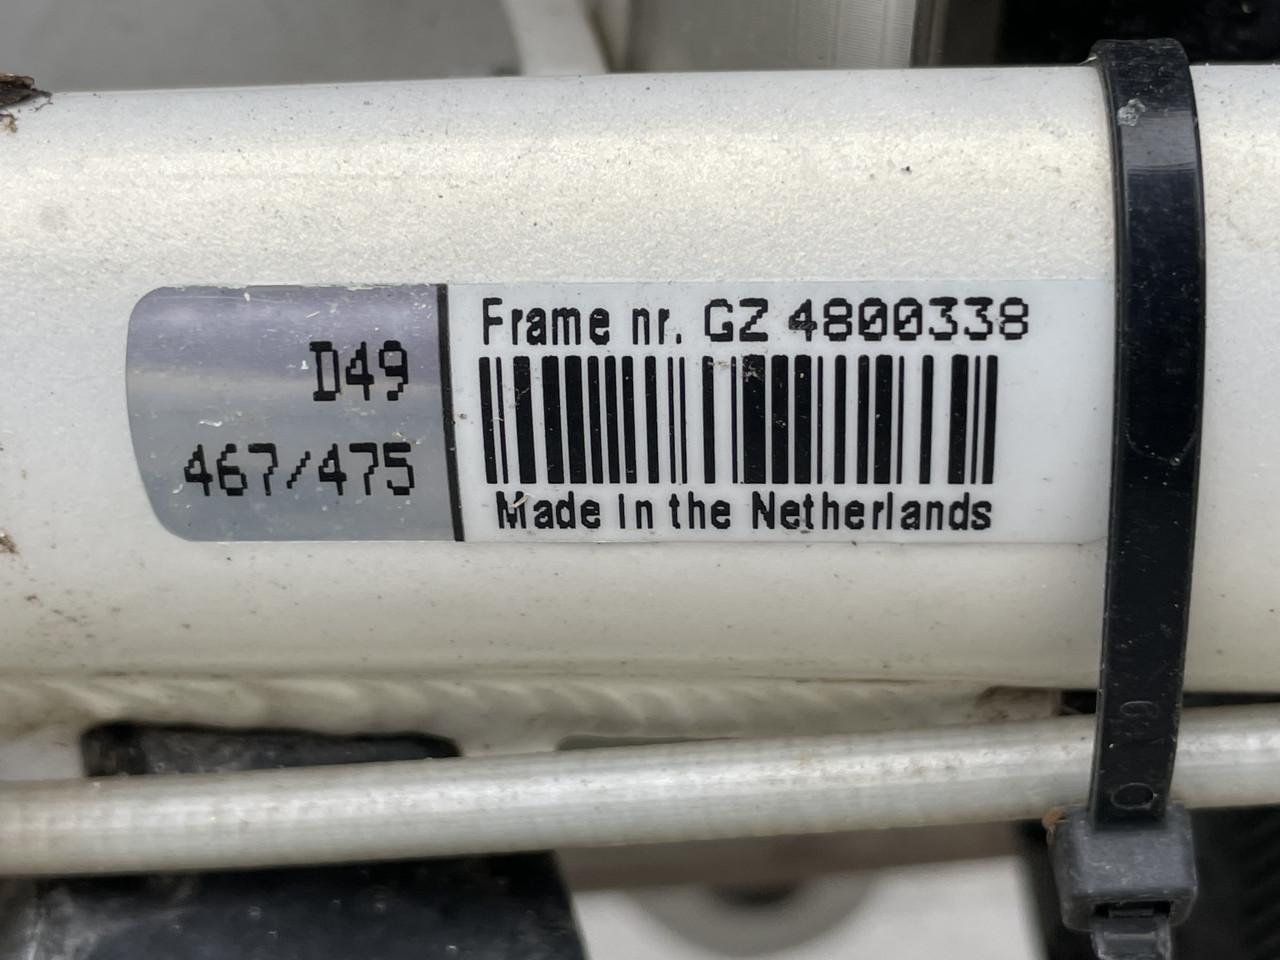 D49
467/475
Frame nr. GZ 4800338
Made in the Netherlands